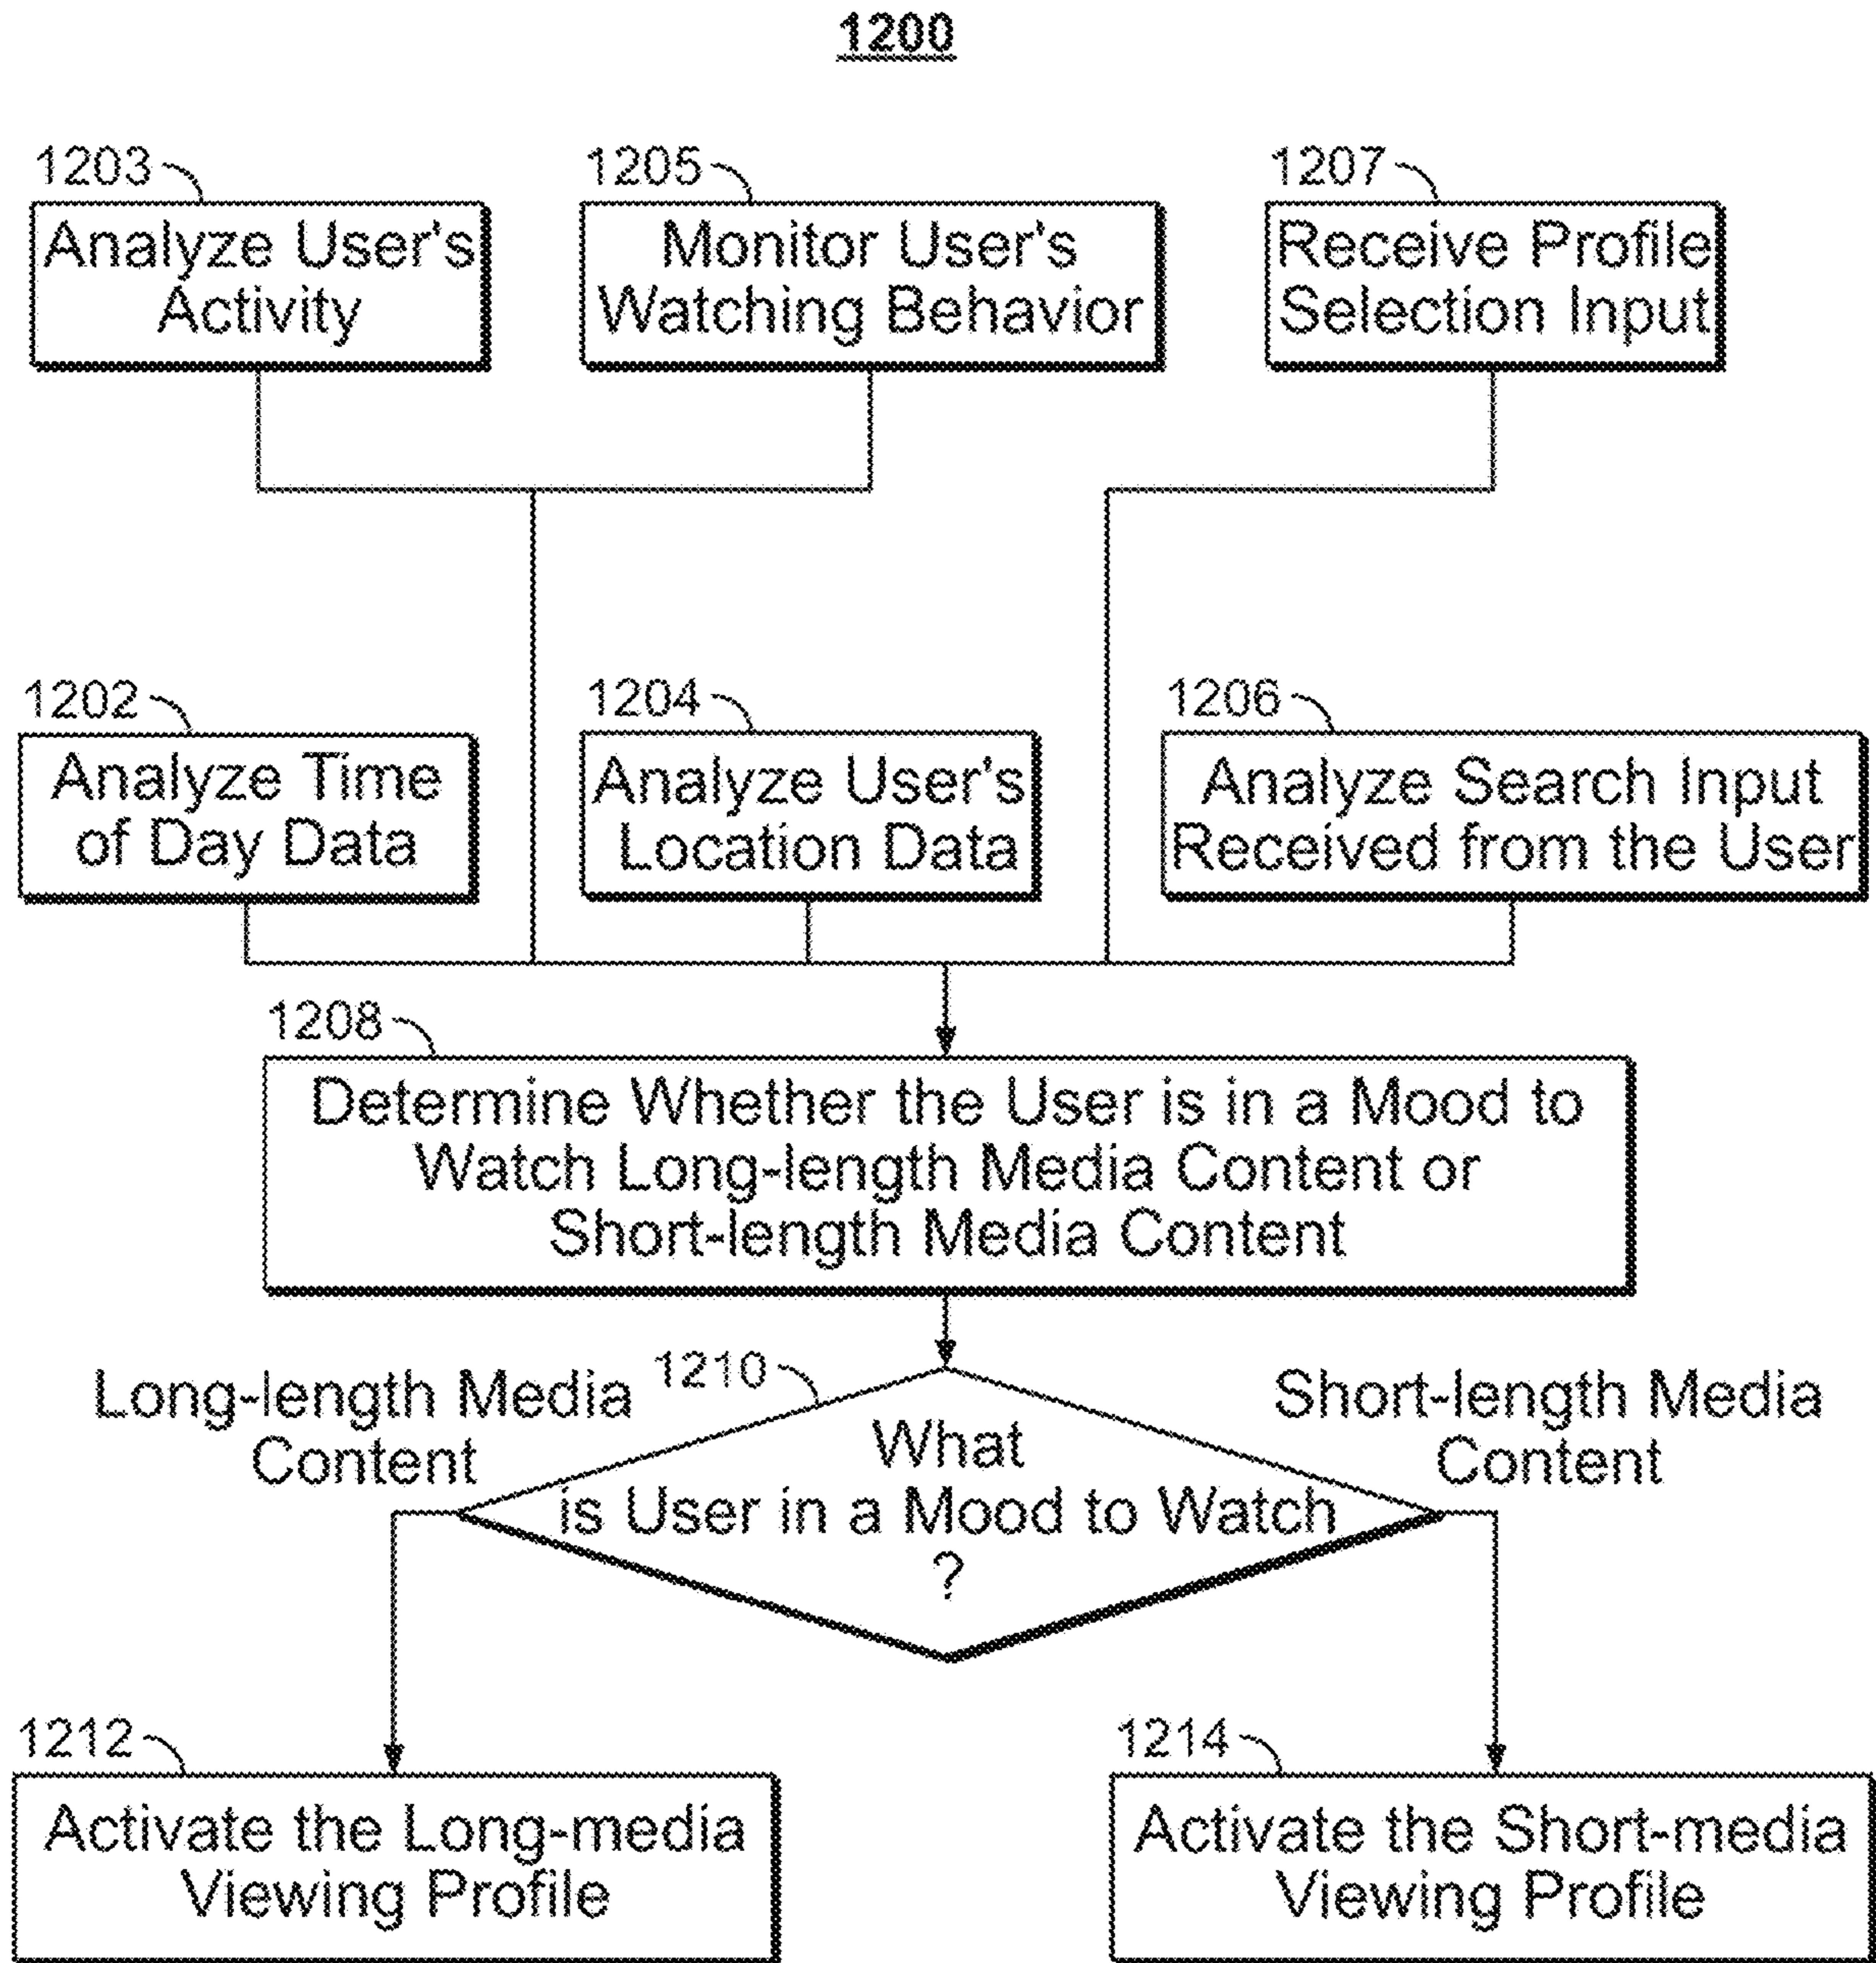 1200
1203
Analyze User's
Activity
1205
Monitor User's
Watching Behavior
1207
Receive Profile
Selection Input
1202
Analyze Time
of Day Data
1204
Analyze User's
Location Data
1206
Analyze Search Input
Received from the User
1208
Determine Whether the User is in a Mood to
Watch Long-length Media Content or
Short-length Media Content
Long-length Media
Content
1210
What
is User in a Mood to Watch
?
Short-length Media
Content
1212
Activate the Long-media
Viewing Profile
1214
Activate the Short-media
Viewing Profile